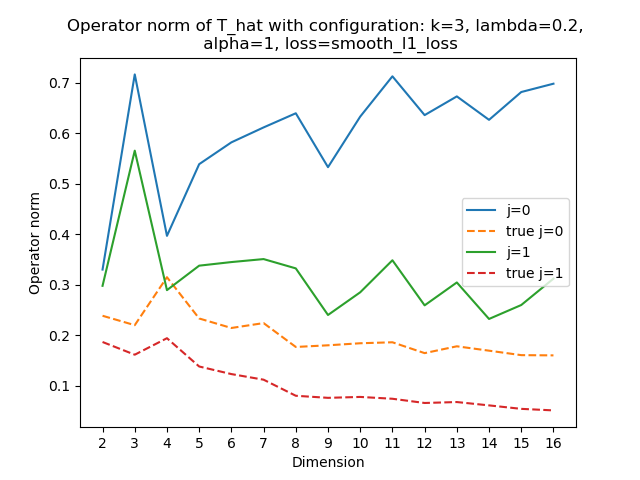 Operator norm of T_hat with configuration: k=3, lambda=0.2,
alpha=1, loss=smooth_l1_loss
0.7
0.6
0.5
0.4
0.3
0.2
0.1
Operator norm
j=0
true j=0
j=1
true j=1
2 3 4 5 6 7 8 9 10 11 12 13 14 15 16
Dimension